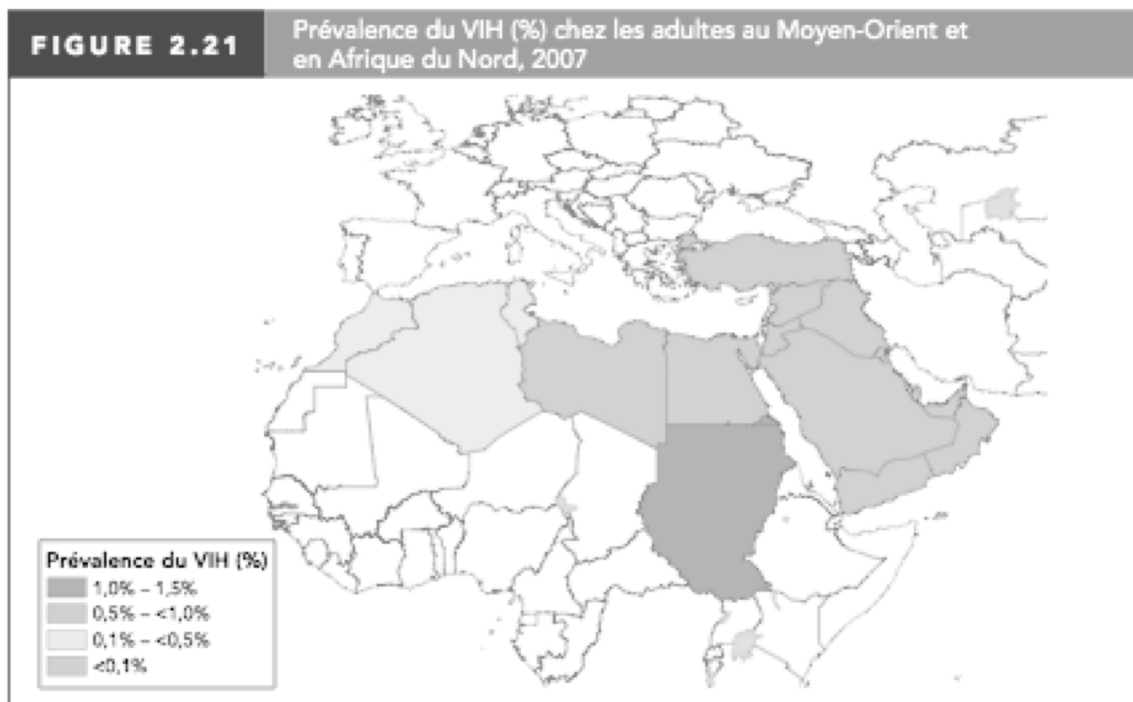 FIGURE 2.21
Prévalence du VIH (%) chez les adultes au Moyen-Orient et
en Afrique du Nord, 2007
Prévalence du VIH (%)
1,0% – 1,5%
0,5% – <1,0%
0,1% – <0,5%
<0,1%